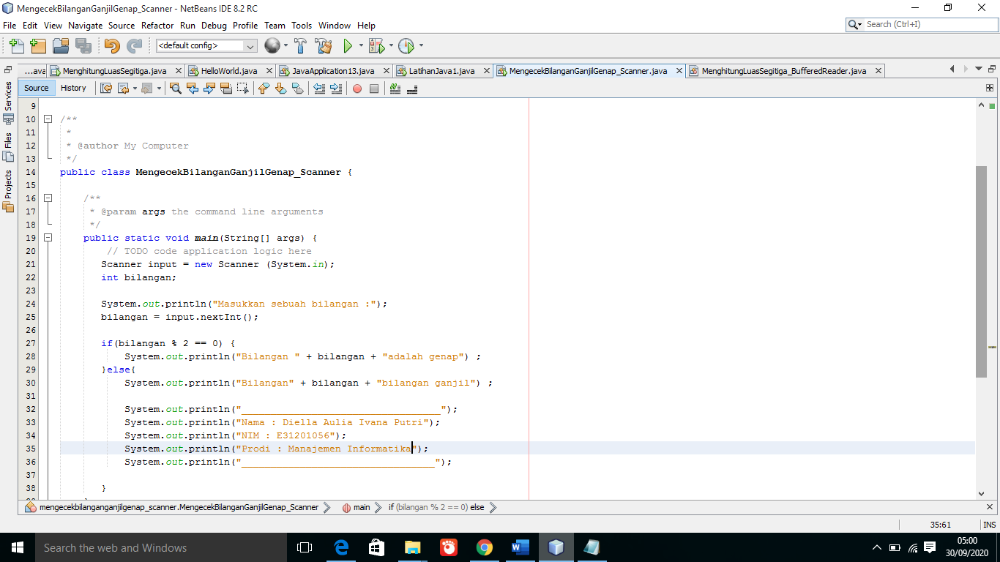 MengecekBilanganGanjilGenap_Scanner - NetBeans IDE 8.2 RC
File Edit View Navigate Source Refactor Run Debug Profile Team Tools Window Help
Search (Ctrl+I)
<default config>
...ava MenghitungLuasSegitiga.java HelloWorld.java JavaApplication13.java LatihanJava1.java MengecekBilanganGanjilGenap_Scanner.java MenghitungLuasSegitiga_BufferedReader.java
Services
Files
Projects
Source History
9
10 /**
11 *
12 * @author My Computer
13 */
14 public class MengecekBilanganGanjilGenap_Scanner {
15
16 /**
17 * @param args the command line arguments
18 */
19 public static void main(String[] args) {
20 // TODO code application logic here
21 Scanner input = new Scanner (System.in);
22 int bilangan;
23
24 System.out.println("Masukkan sebuah bilangan :");
25 bilangan = input.nextInt();
26
27 if(bilangan % 2 == 0) {
28 System.out.println("Bilangan " + bilangan + "adalah genap") ;
29 }else{
30 System.out.println("Bilangan" + bilangan + "bilangan ganjil") ;
31
32 System.out.println("__________________________________");
33 System.out.println("Nama : Diella Aulia Ivana Putri");
34 System.out.println("NIM : E31201056");
35 System.out.println("Prodi : Manajemen Informatika");
36 System.out.println("_________________________________");
37
38 }
mengecekbilanganganjilgenap_scanner.MengecekBilanganGanjilGenap_Scanner main if (bilangan % 2 == 0) else
35:61 INS
Search the web and Windows
05:00
30/09/2020